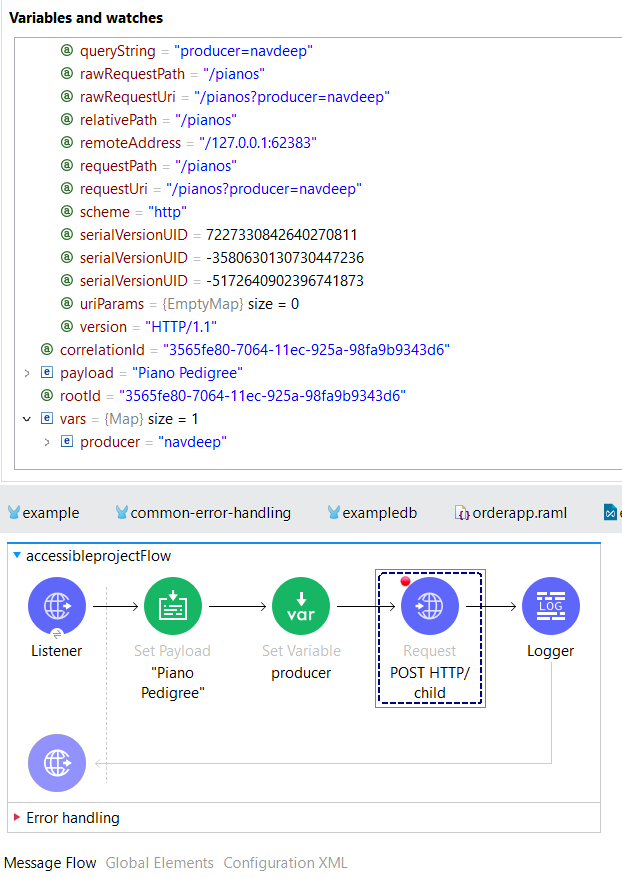 Variables and watches
queryString = "producer=navdeep"
rawRequestPath = "/pianos"
rawRequestUri = "/pianos?producer=navdeep"
relativePath = "/pianos"
remoteAddress = "/127.0.0.1:62383"
requestPath = "/pianos"
requestUri = "/pianos?producer=navdeep"
scheme = "http"
serialVersionUID = 7227330842640270811
serialVersionUID = -3580630130730447236
serialVersionUID = -5172640902396741873
uriParams = {EmptyMap} size = 0
version = "HTTP/1.1"
correlationId = "3565fe80-7064-11ec-925a-98fa9b9343d6"
payload = "Piano Pedigree"
rootId = "3565fe80-7064-11ec-925a-98fa9b9343d6"
vars = {Map} size = 1
producer = "navdeep"
example common-error-handling exampledb orderapp.raml
accessibleprojectFlow
var LOG
Listener Set Payload Set Variable Request Logger
"Piano producer POST HTTP/
Pedigree" child
Error handling
Message Flow Global Elements Configuration XML